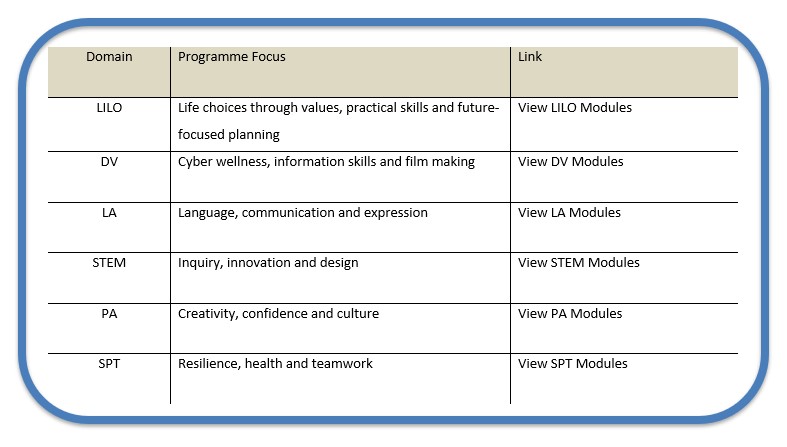 Domain Programme Focus Link
LILO Life choices through values, practical skills and future-
focused planning View LILO Modules
DV Cyber wellness, information skills and film making View DV Modules
LA Language, communication and expression View LA Modules
STEM Inquiry, innovation and design View STEM Modules
PA Creativity, confidence and culture View PA Modules
SPT Resilience, health and teamwork View SPT Modules